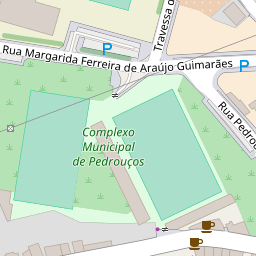 Travessa d
P
Rua Margarida Ferreira de Araújo Guimarães
P
Rua Pedrou
Complexo
Municipal
de Pedrouços